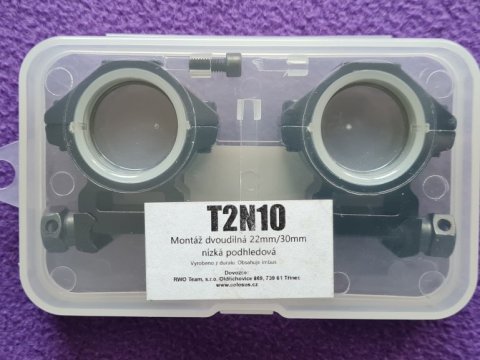 T2N10
Montáž dvoudílná 22mm/30mm
nízká podhledová
Vyrobeno z duralu. Obsahuje imbus.
Dovozce:
RWO Team, s.r.o. Oldřichovice 869, 739 61 Třinec
www.colosus.cz